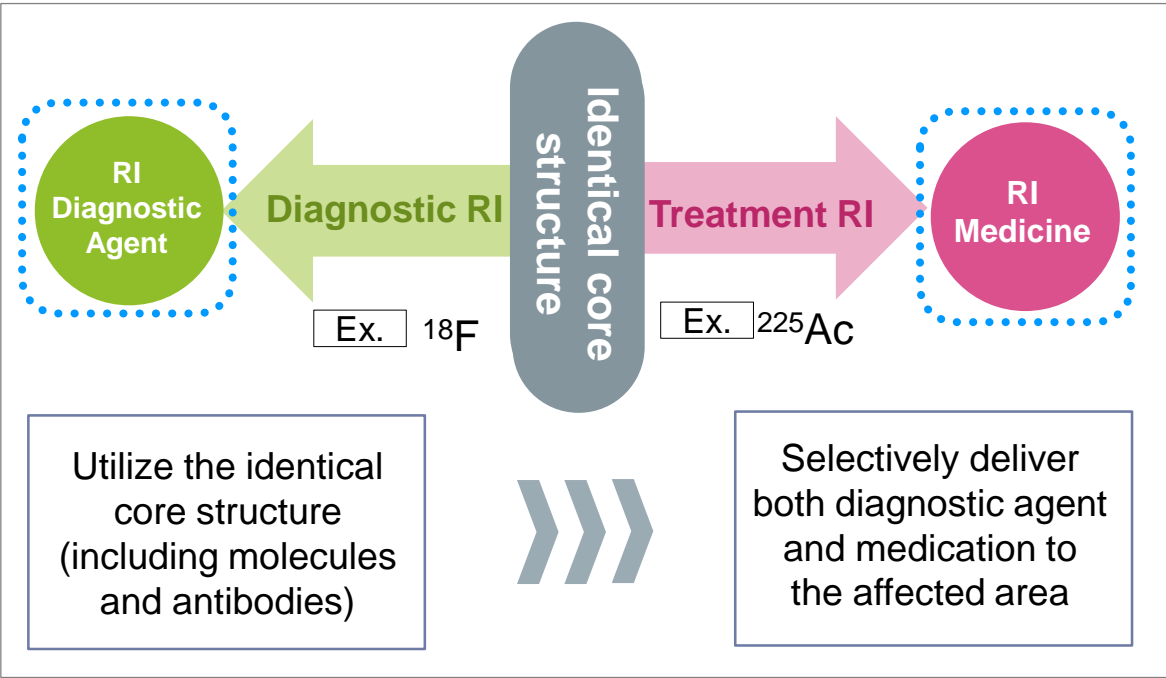 RI
Diagnostic
Agent
Diagnostic RI
Identical core
structure
Treatment RI
RI
Medicine
Ex. ¹⁸F
Ex. ²²⁵Ac
Utilize the identical
core structure
(including molecules
and antibodies)
Selectively deliver
both diagnostic agent
and medication to
the affected area